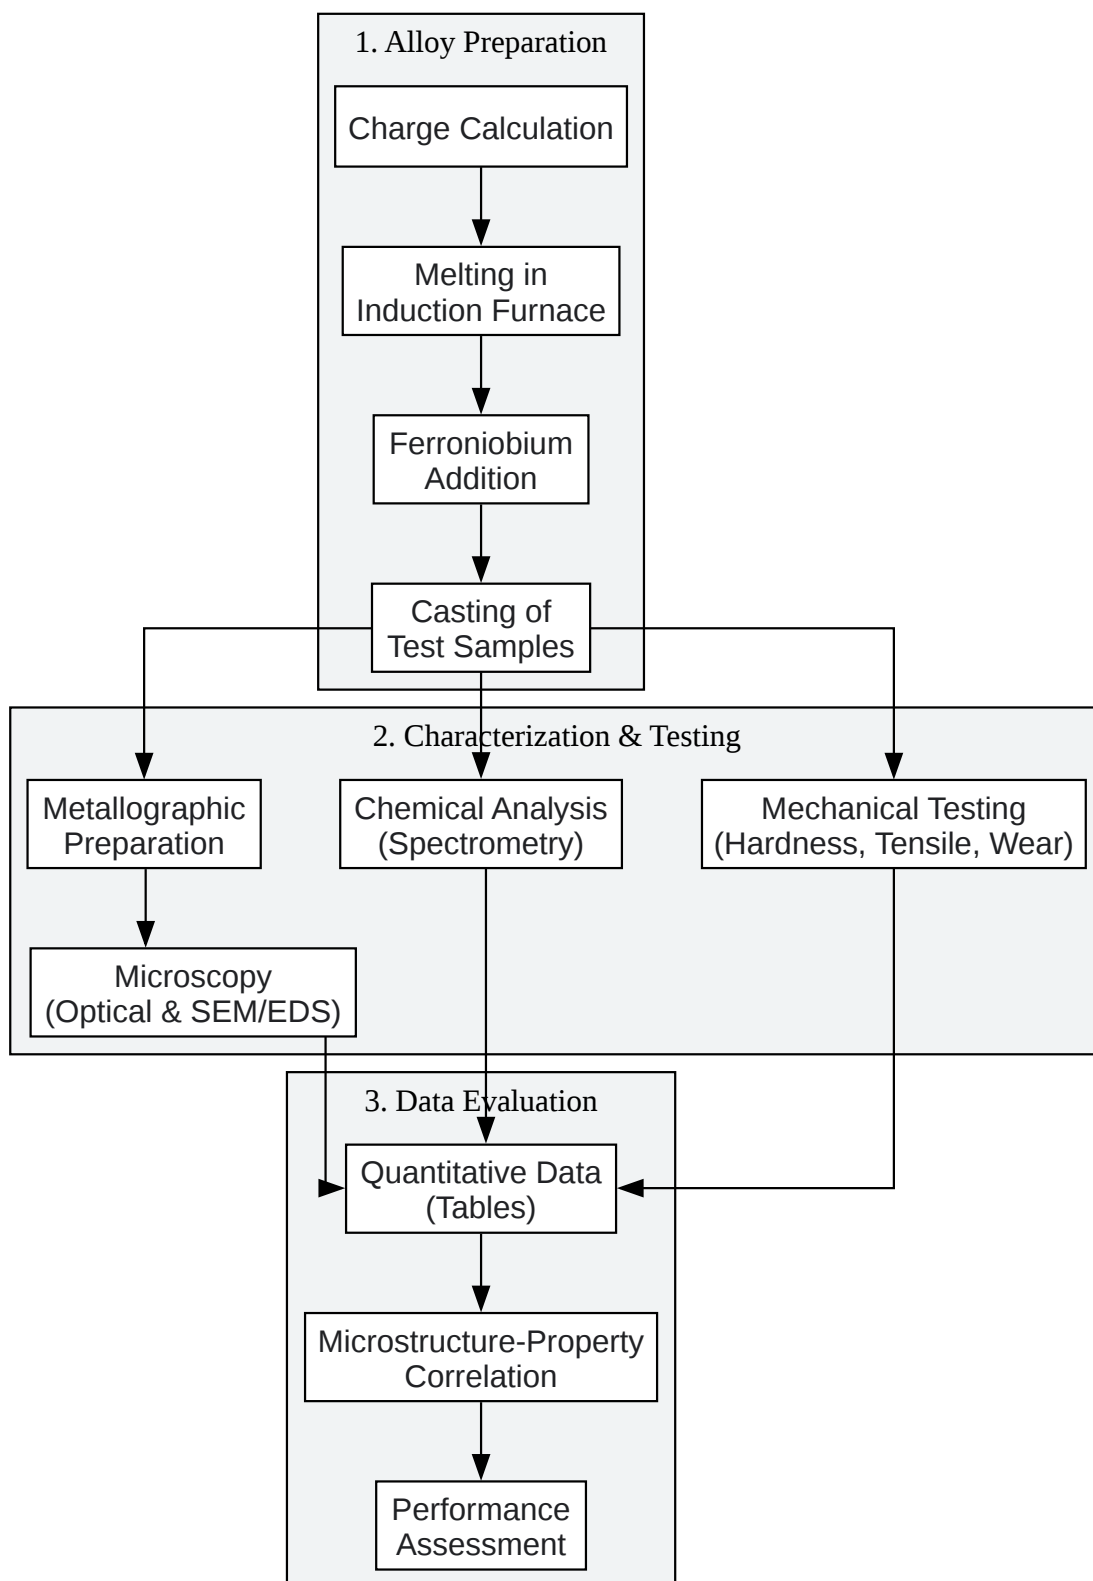 1. Alloy Preparation
Charge Calculation
Melting in
Induction Furnace
Ferroniobium
Addition
Casting of
Test Samples
2. Characterization & Testing
Metallographic
Preparation
Chemical Analysis
(Spectrometry)
Mechanical Testing
(Hardness, Tensile, Wear)
Microscopy
(Optical & SEM/EDS)
3. Data Evaluation
Quantitative Data
(Tables)
Microstructure-Property
Correlation
Performance
Assessment